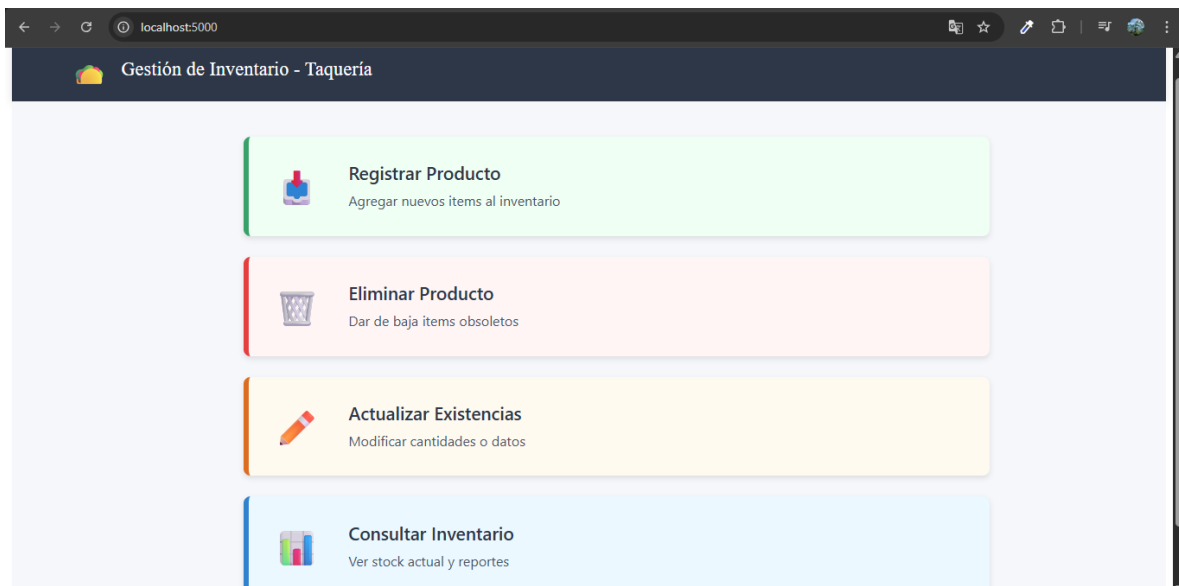 localhost:5000
Gestión de Inventario - Taquería
Registrar Producto
Agregar nuevos items al inventario
Eliminar Producto
Dar de baja items obsoletos
Actualizar Existencias
Modificar cantidades o datos
Consultar Inventario
Ver stock actual y reportes